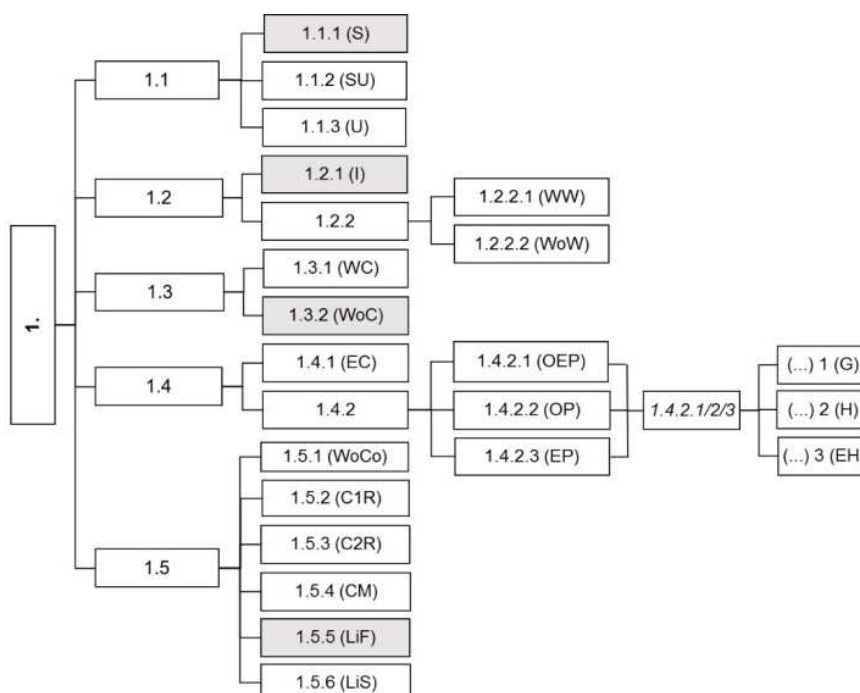 1.
1.1
1.1.1 (S)
1.1.2 (SU)
1.1.3 (U)
1.2
1.2.1 (I)
1.2.2
1.2.2.1 (WW)
1.2.2.2 (WoW)
1.3
1.3.1 (WC)
1.3.2 (WoC)
1.4
1.4.1 (EC)
1.4.2
1.4.2.1 (OEP)
1.4.2.2 (OP)
1.4.2.3 (EP)
1.4.2.1/2/3
(...) 1 (G)
(...) 2 (H)
(...) 3 (EH
1.5
1.5.1 (WoCo)
1.5.2 (C1R)
1.5.3 (C2R)
1.5.4 (CM)
1.5.5 (LiF)
1.5.6 (LiS)